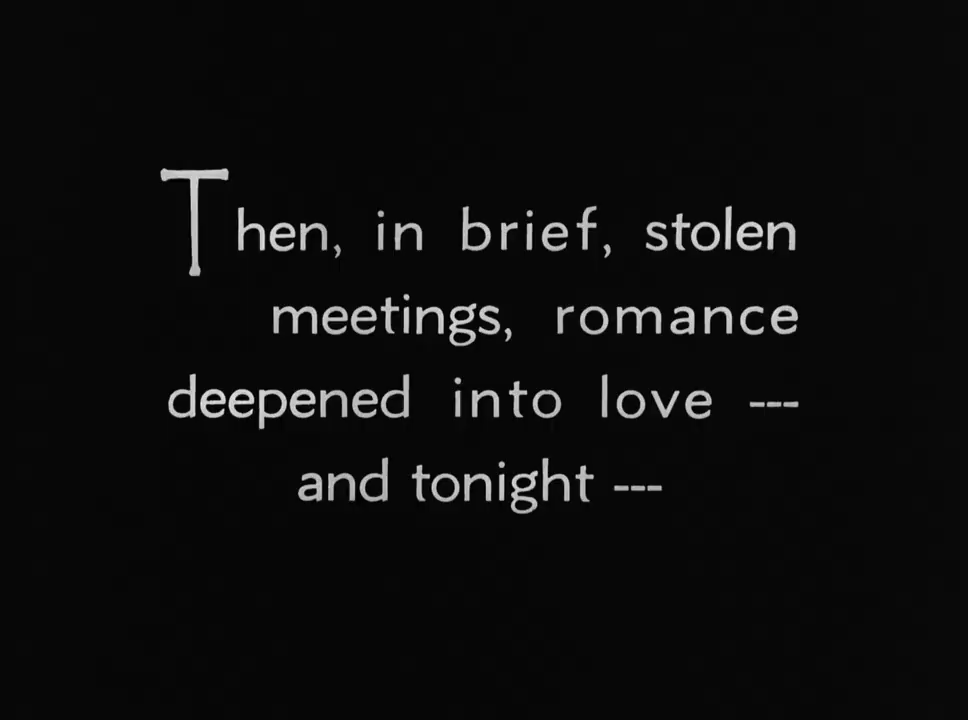 Then, in brief, stolen
meetings, romance
deepened into love ---
and tonight ---